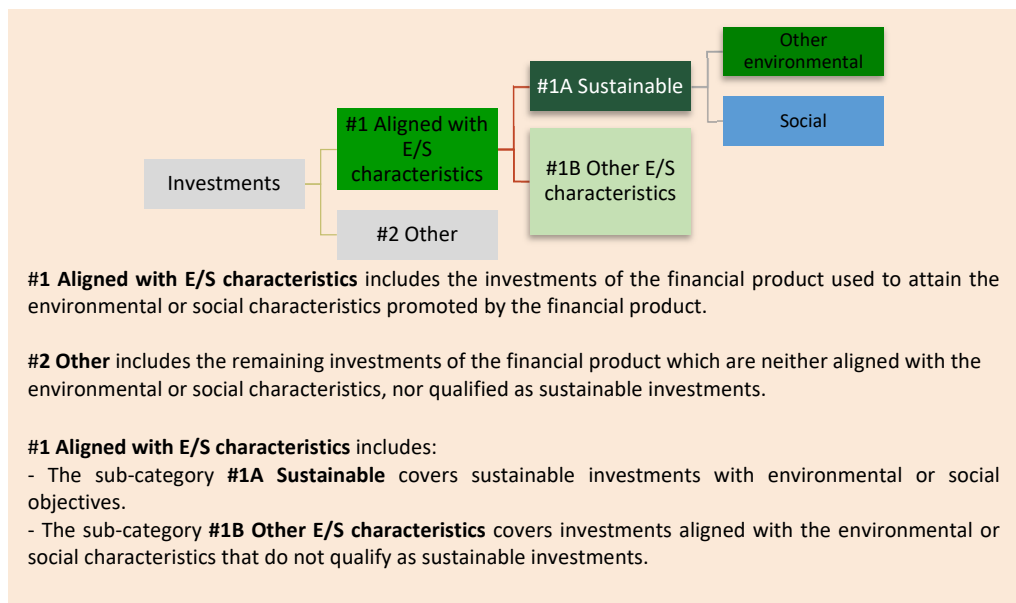 Other
environmental
#1A Sustainable
#1 Aligned with
E/S
characteristics
Social
#1B Other E/S
characteristics
Investments
#2 Other
#1 Aligned with E/S characteristics includes the investments of the financial product used to attain the
environmental or social characteristics promoted by the financial product.
#2 Other includes the remaining investments of the financial product which are neither aligned with the
environmental or social characteristics, nor qualified as sustainable investments.
#1 Aligned with E/S characteristics includes:
- The sub-category #1A Sustainable covers sustainable investments with environmental or social
objectives.
- The sub-category #1B Other E/S characteristics covers investments aligned with the environmental or
social characteristics that do not qualify as sustainable investments.